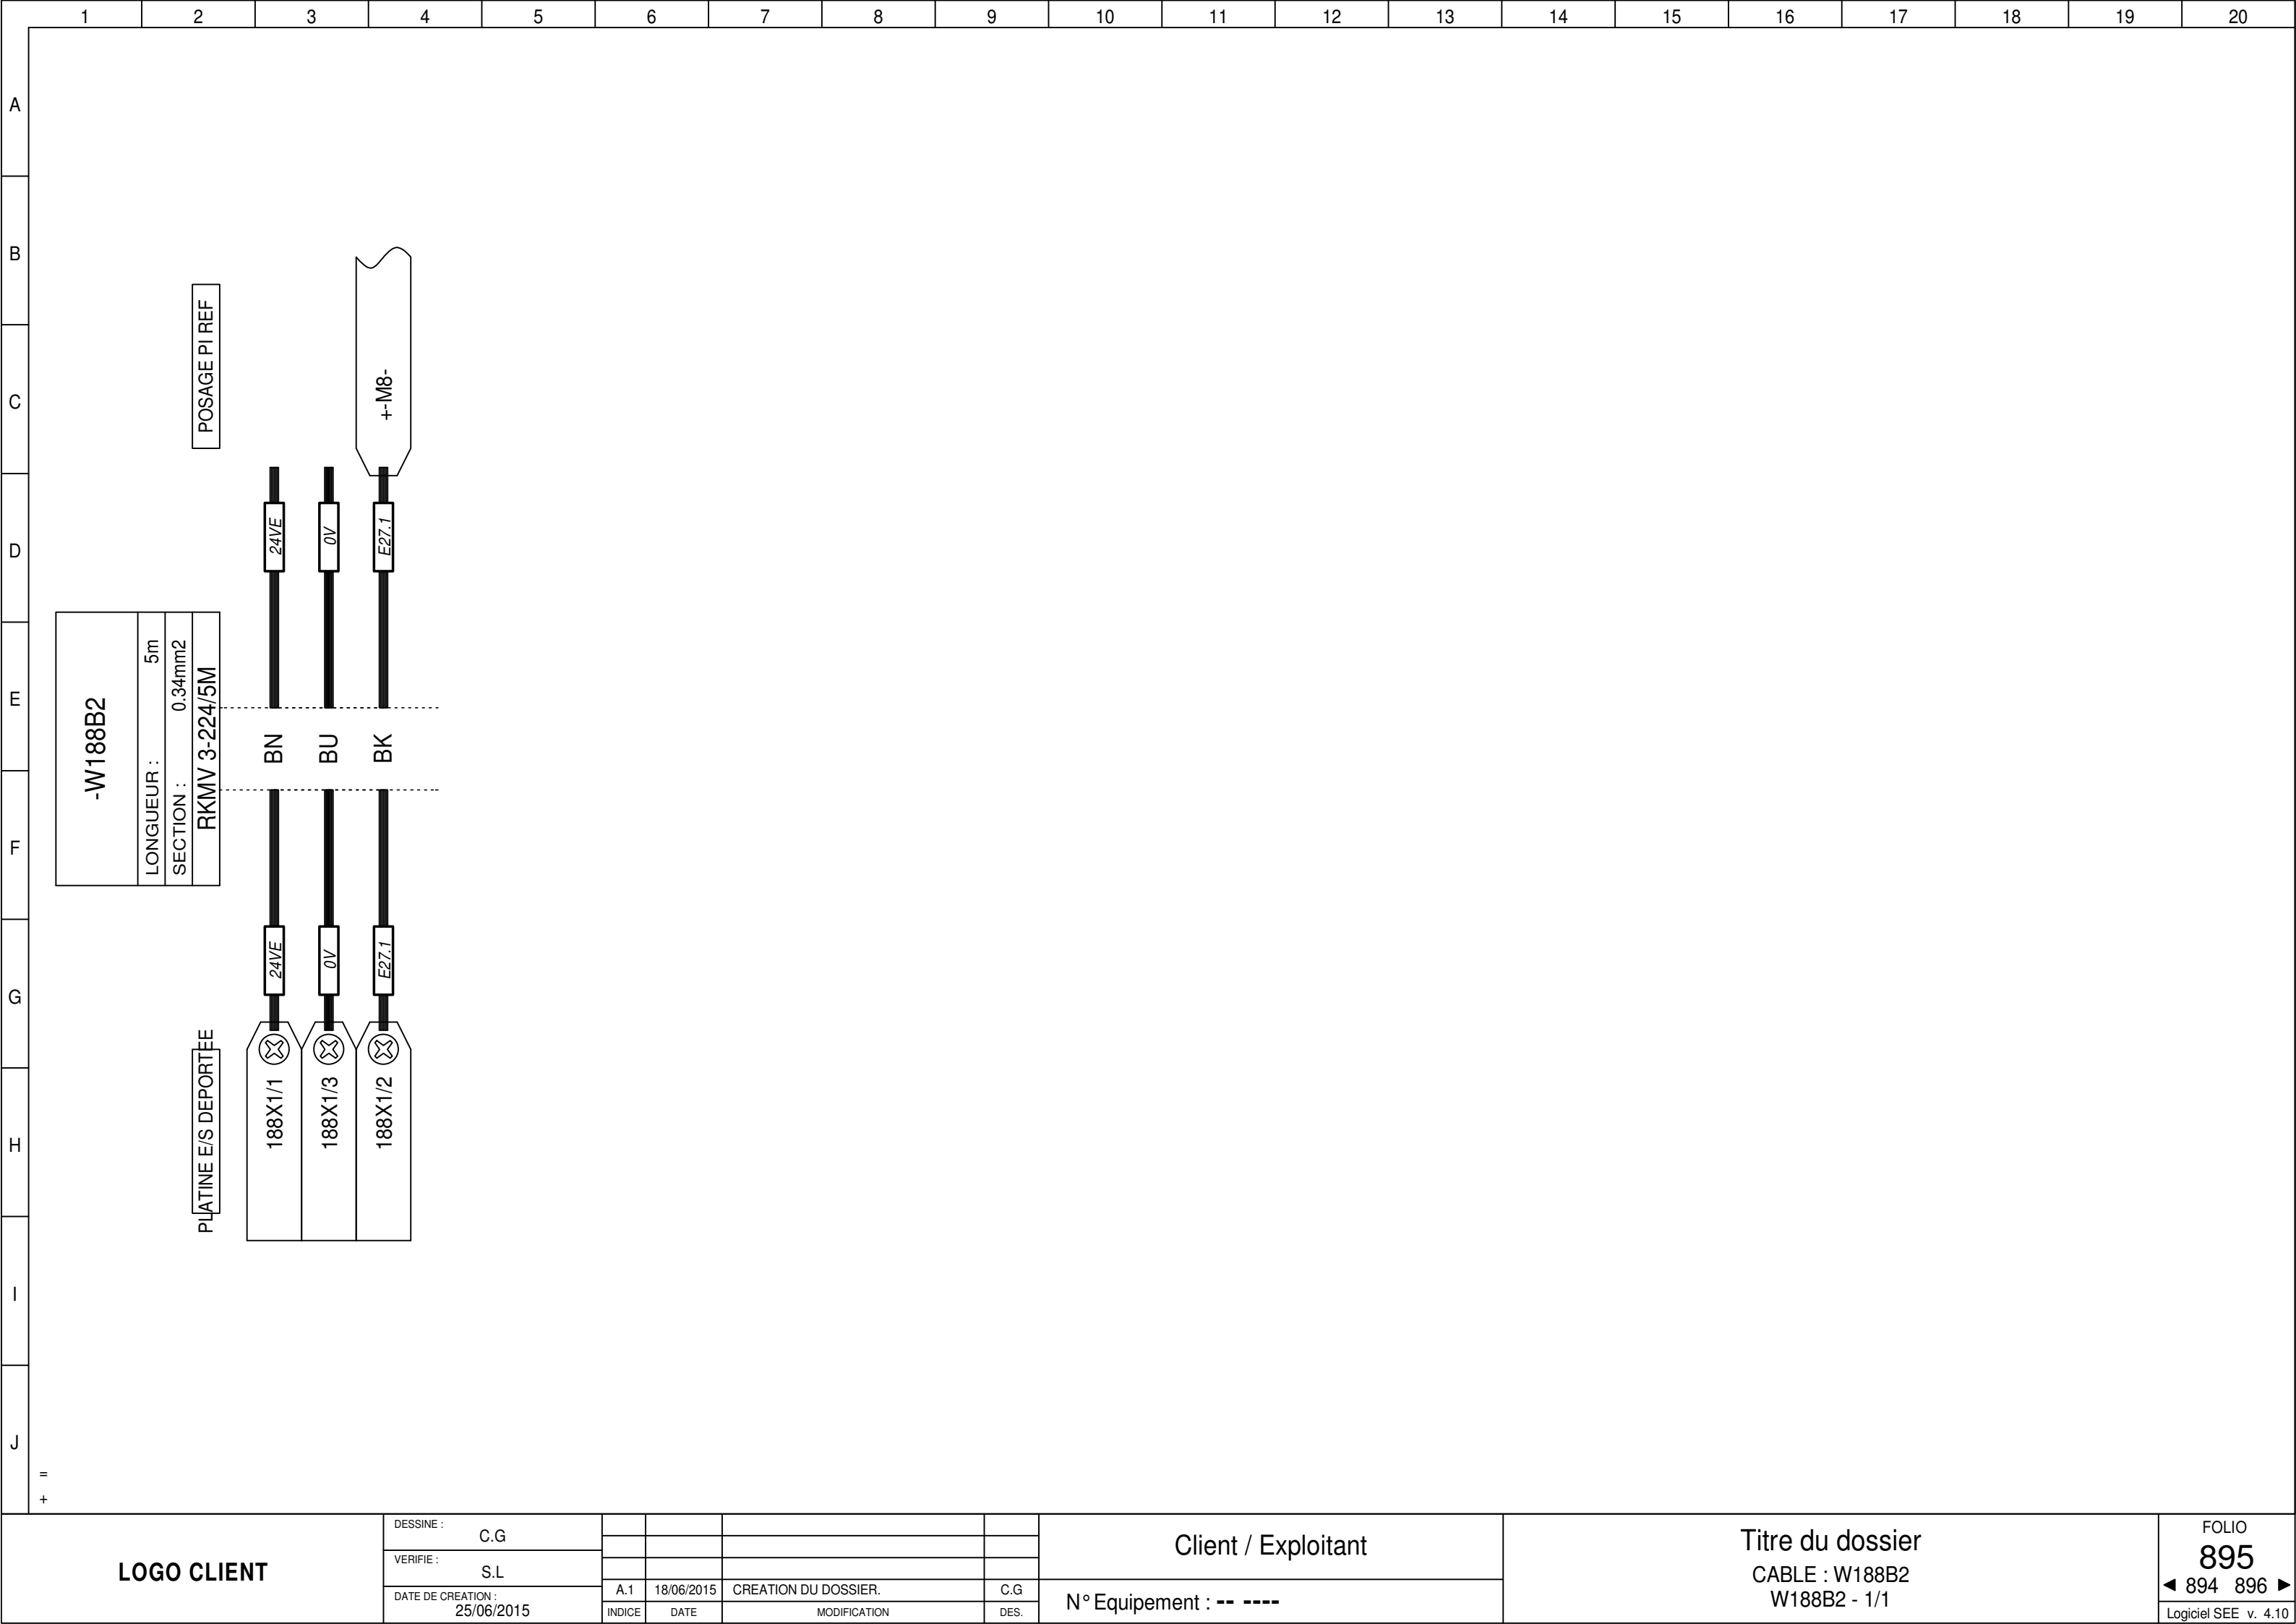 1 2 3 4 5 6 7 8 9 10 11 12 13 14 15 16 17 18 19 20
A
B
C
D
E
F
G
H
I
J
POSAGE PI REF
+-M8-
24VE
0V
E27.1
-W188B2
LONGUEUR : 5m
SECTION : 0.34mm2
RKMV 3-224/5M
BN
BU
BK
24VE
0V
E27.1
PLATINE E/S DEPORTEE
188X1/1
188X1/3
188X1/2
=
+
LOGO CLIENT
DESSINE :
C.G
VERIFIE :
S.L
DATE DE CREATION :
25/06/2015
A.1 18/06/2015 CREATION DU DOSSIER. C.G
INDICE DATE MODIFICATION DES.
Client / Exploitant
N° Equipement : -- ----
Titre du dossier
CABLE : W188B2
W188B2 - 1/1
FOLIO
895
◄ 894 896 ►
Logiciel SEE v. 4.10